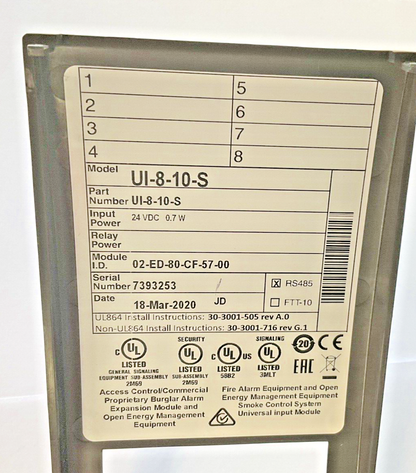 1 5
2 6
3 7
4 8
Model UI-8-10-S
Part Number UI-8-10-S
Input Power 24 VDC 0.7 W
Relay Power
Module I.D. 02-ED-80-CF-57-00
Serial Number 7393253 / X RS485
Date 18-Mar-2020 JD FTT-10
UL864 Install Instructions: 30-3001-505 rev A.0
Non-UL864 Install Instructions: 30-3001-716 rev G.1
C UL LISTED
GENERAL SIGNALING
EQUIPMENT SUB-ASSEMBLY
2M69
SECURITY
UL LISTED
SUB-ASSEMBLY
2M69
C UL US LISTED
58B2
SIGNALING
UL LISTED
20 CE
EAC
Access Control/Commercial
Proprietary Burglar Alarm
Expansion Module and
Open Energy Management
Equipment
Fire Alarm Equipment and Open
Energy Management Equipment
Smoke Control System
Universal input Module